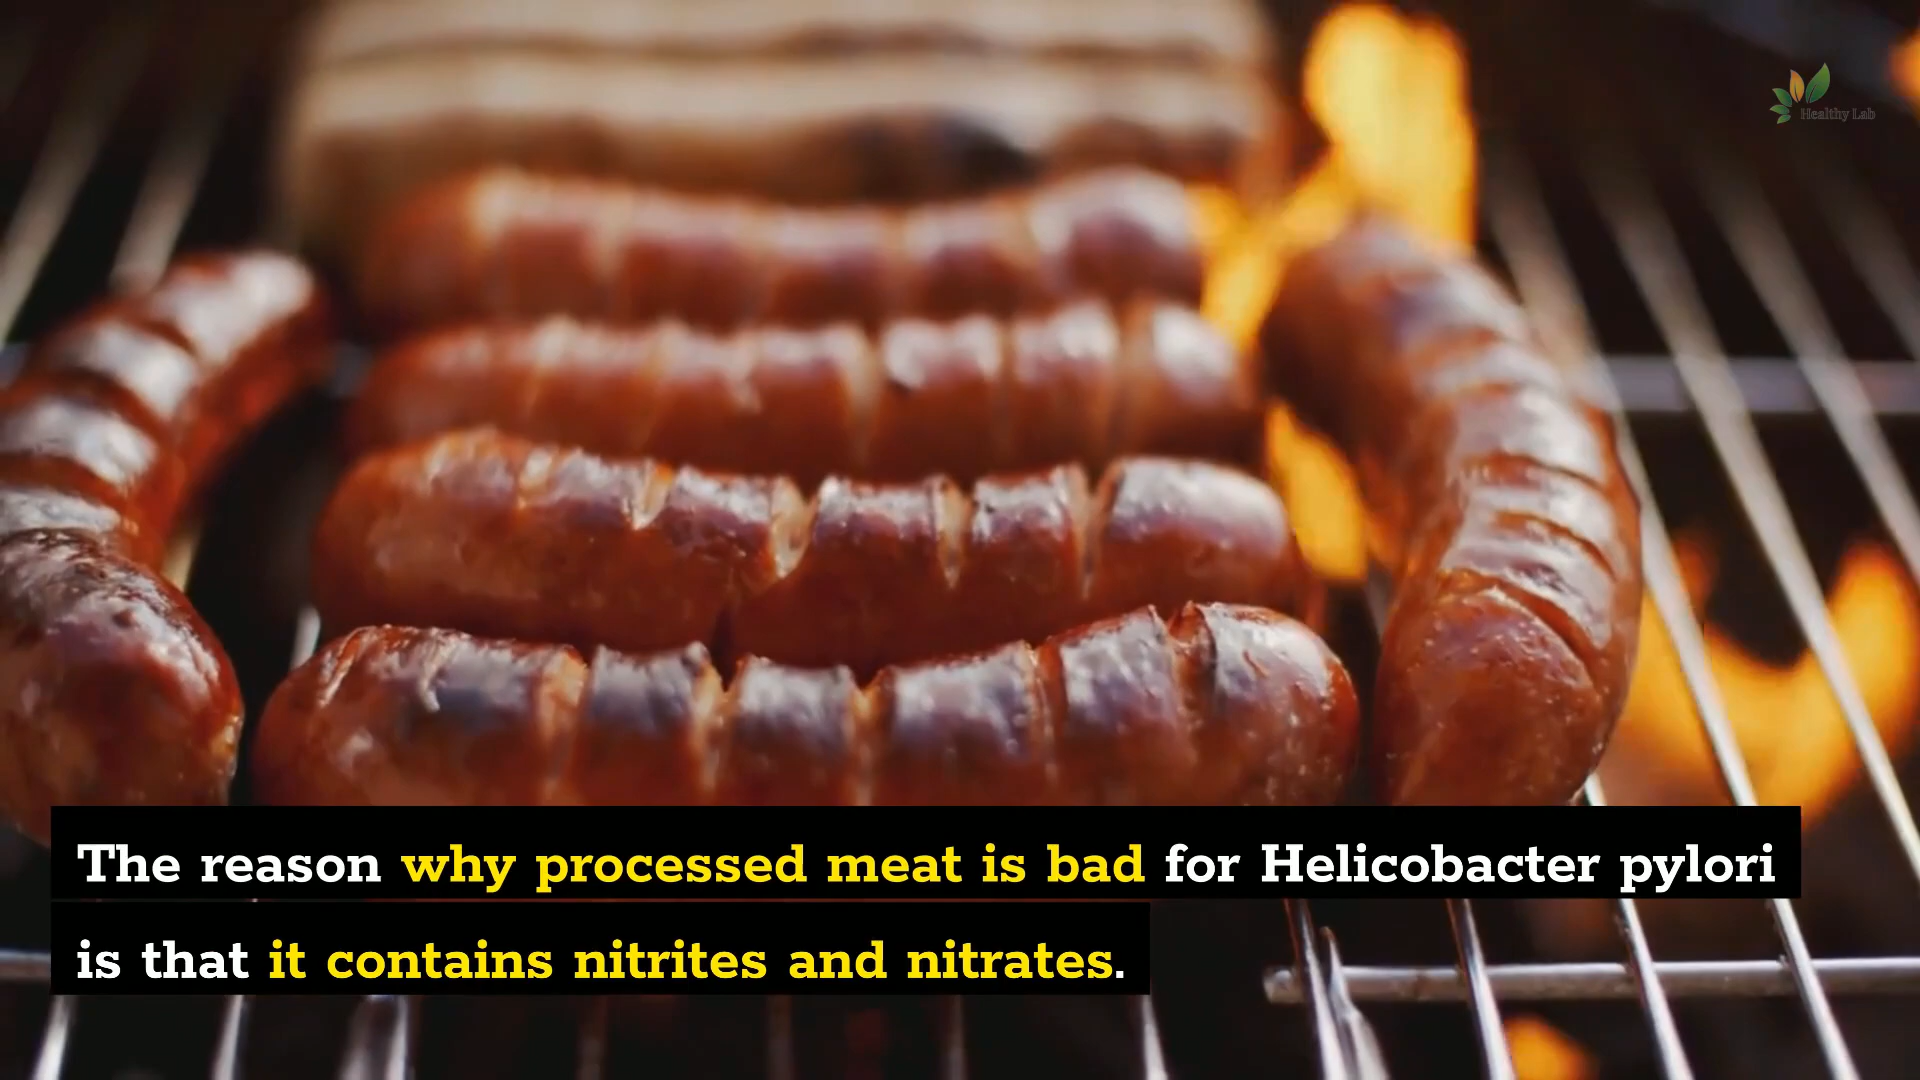 Healthy Lab
The reason why processed meat is bad for Helicobacter pylori
is that it contains nitrites and nitrates.